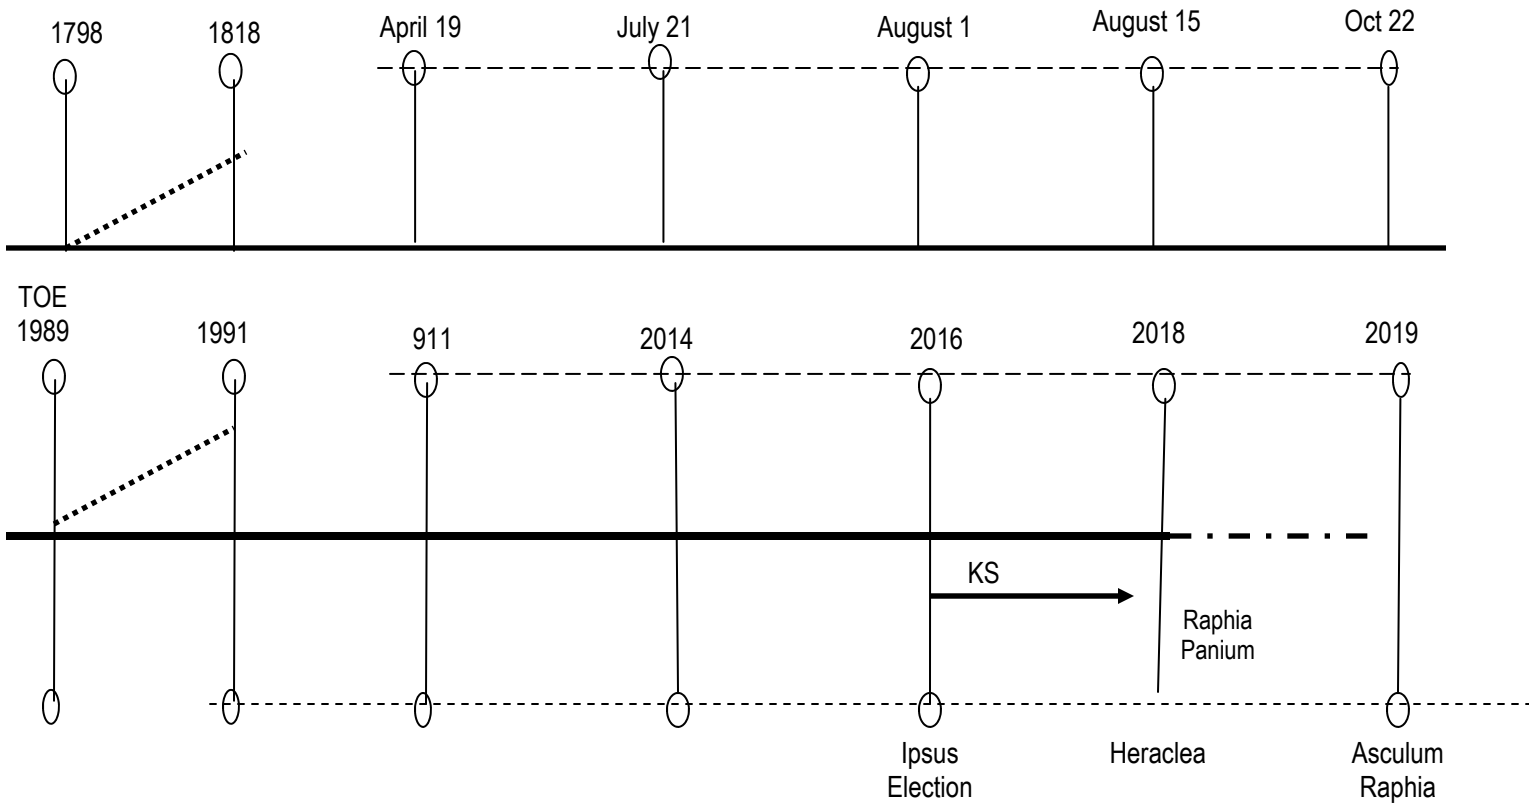 1798
1818
April 19
July 21
August 1
August 15
Oct 22
TOE
1989
1991
911
2014
2016
2018
2019
KS
Raphia
Panium
Ipsus
Election
Heraclea
Asculum
Raphia